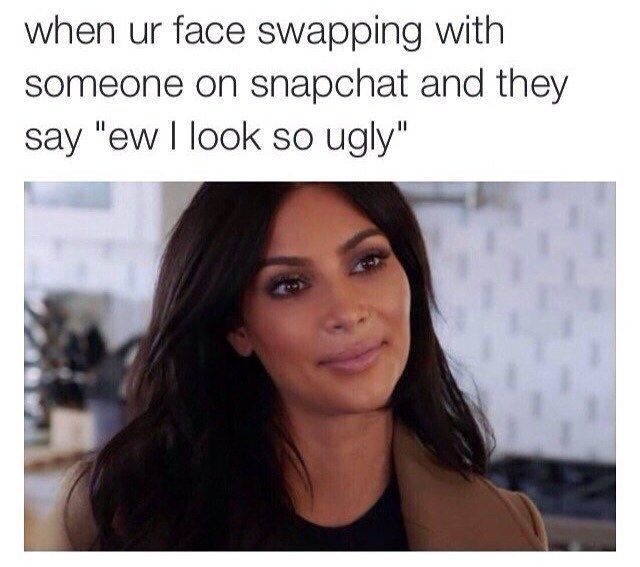 when ur face swapping with
someone on snapchat and they
say "ew I look so ugly"